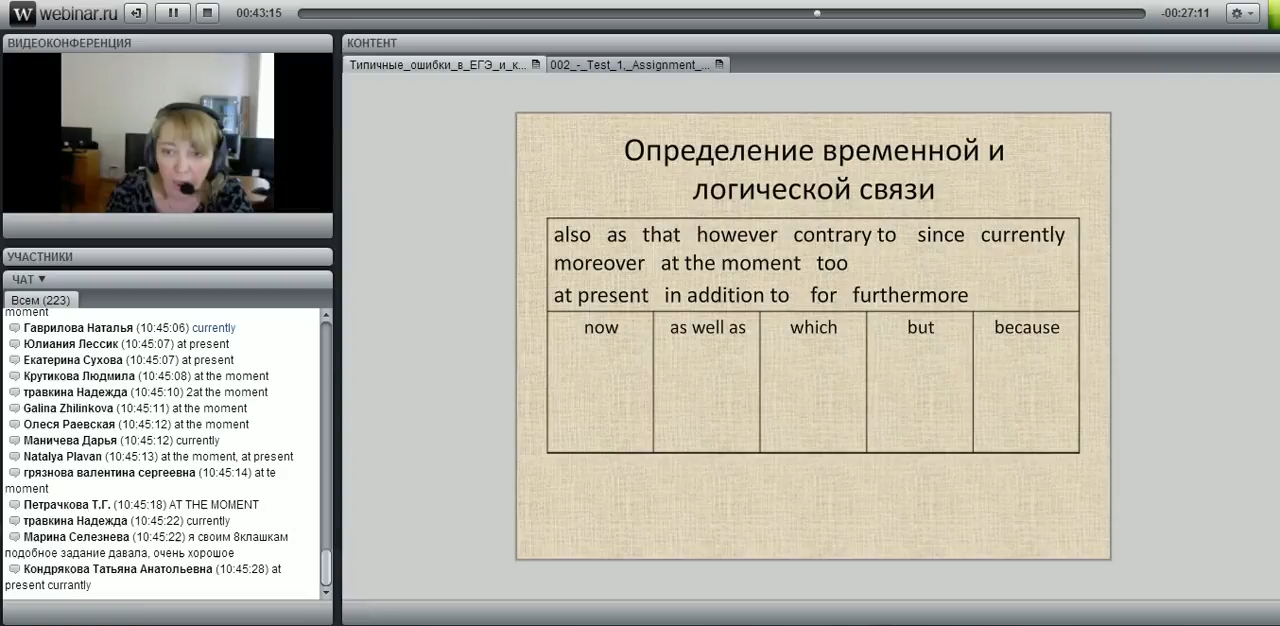 W webinar.ru 00:43:15 -00:27:11
ВИДЕОКОНФЕРЕНЦИЯ
КОНТЕНТ
Типичные_ошибки_в_ЕГЭ_и_к... 002_-_Test_1,_Assignment_...
Определение временной и
логической связи
also as that however contrary to since currently
moreover at the moment too
at present in addition to for furthermore
now as well as which but because
УЧАСТНИКИ
ЧАТ
Всем (223)
moment
Гаврилова Наталья (10:45:06) currently
Юлиания Лессик (10:45:07) at present
Екатерина Сухова (10:45:07) at present
Крутикова Людмила (10:45:08) at the moment
травкина Надежда (10:45:10) 2at the moment
Galina Zhilinkova (10:45:11) at the moment
Олеся Раевская (10:45:12) at the moment
Маничева Дарья (10:45:12) currently
Natalya Plavan (10:45:13) at the moment, at present
грязнова валентина сергеевна (10:45:14) at te
moment
Петрачкова Т.Г. (10:45:18) AT THE MOMENT
травкина Надежда (10:45:22) currently
Марина Селезнева (10:45:22) я своим 8клашкам
подобное задание давала, очень хорошое
Кондрякова Татьяна Анатольевна (10:45:28) at
present currantly